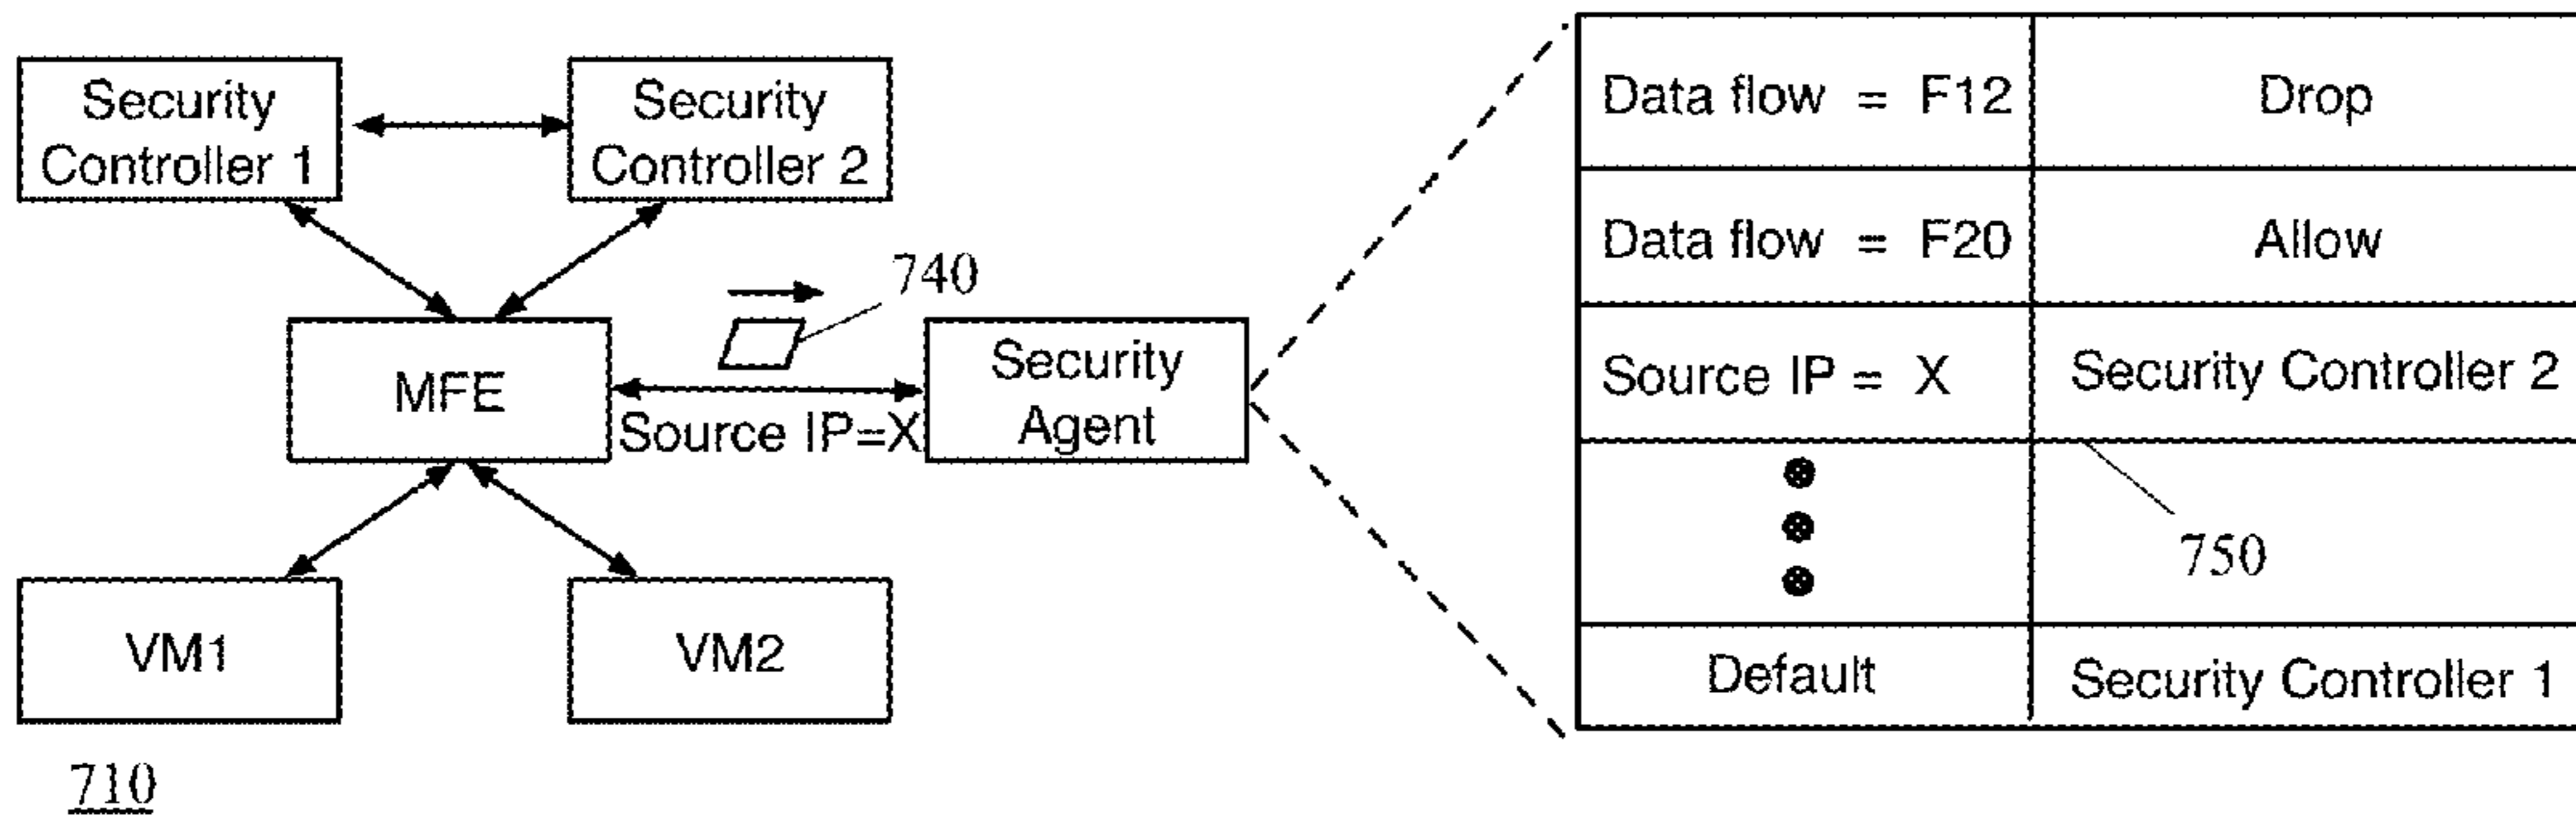 Security
Controller 1
Security
Controller 2
740
MFE
Source IP=X
Security
Agent
VM1
VM2
710
Data flow = F12
Drop
Data flow = F20
Allow
Source IP = X
Security Controller 2
750
Default
Security Controller 1